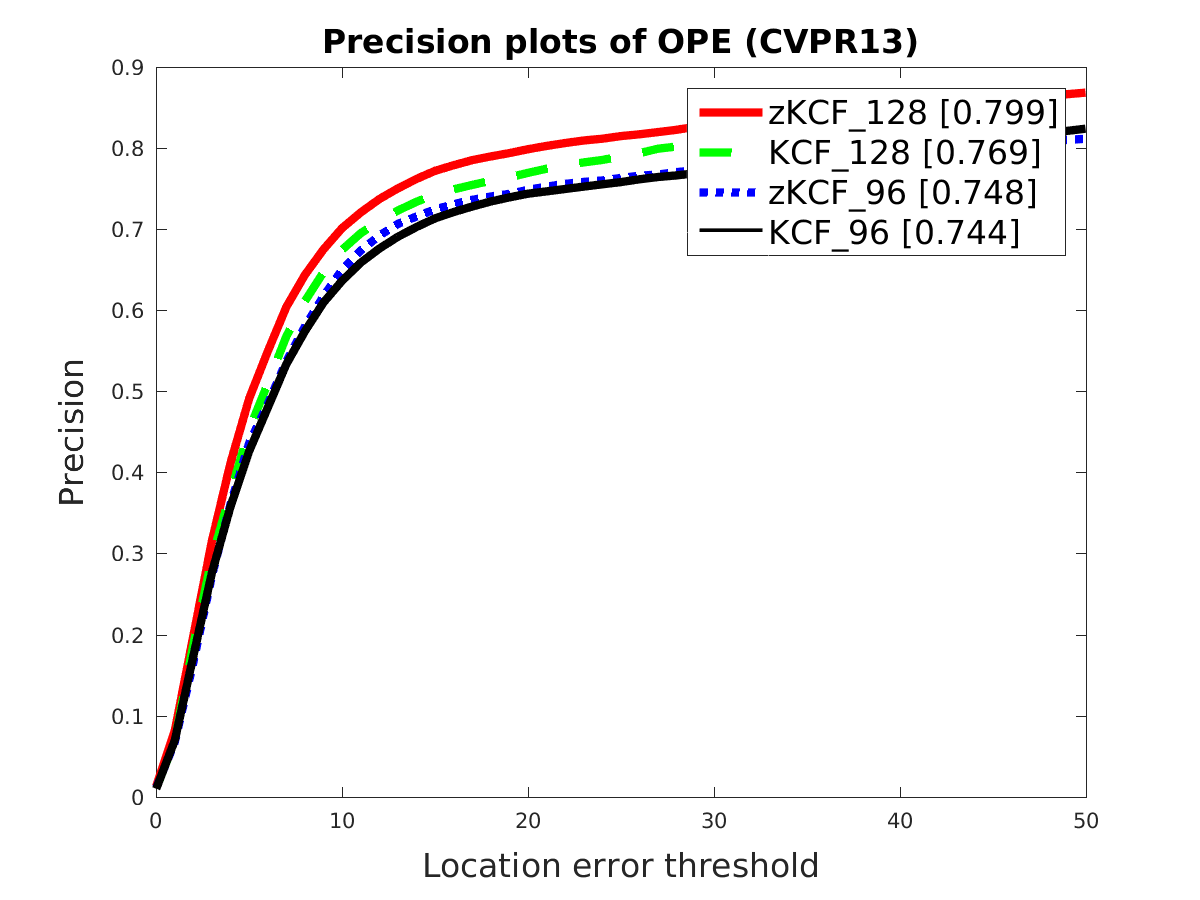 Precision plots of OPE (CVPR13)
0.9
0.8
0.7
0.6
0.5
0.4
0.3
0.2
0.1
0
Precision
zKCF_128 [0.799]
KCF_128 [0.769]
zKCF_96 [0.748]
KCF_96 [0.744]
0 10 20 30 40 50
Location error threshold